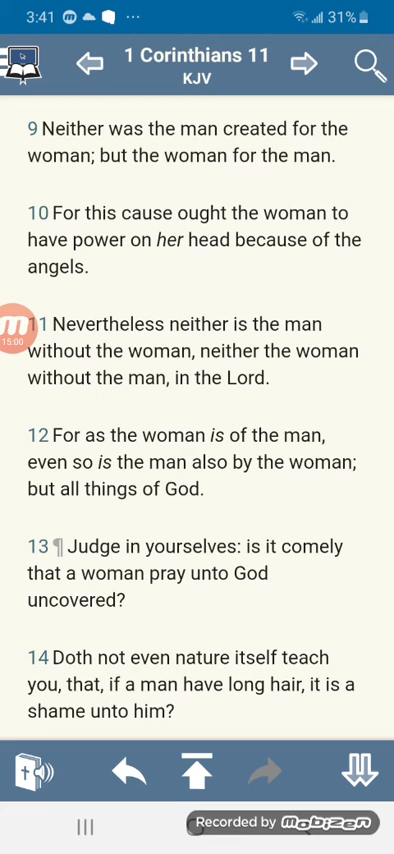 3:41 m ... 31%
1 Corinthians 11
KJV
9 Neither was the man created for the
woman; but the woman for the man.
10 For this cause ought the woman to
have power on her head because of the
angels.
11 Nevertheless neither is the man
without the woman, neither the woman
without the man, in the Lord.
m
15:00
12 For as the woman is of the man,
even so is the man also by the woman;
but all things of God.
13 ¶ Judge in yourselves: is it comely
that a woman pray unto God
uncovered?
14 Doth not even nature itself teach
you, that, if a man have long hair, it is a
shame unto him?
Recorded by mobizen